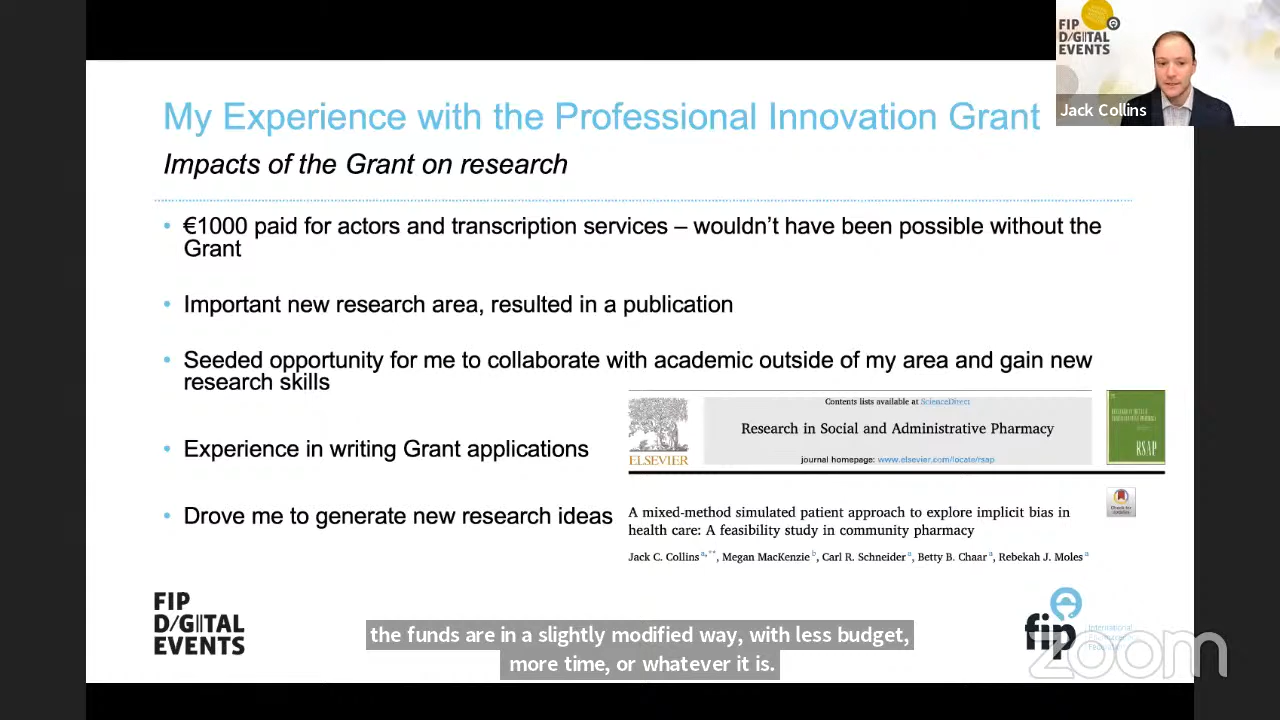 FIP
D/G|TAL
EVENTS
Jack Collins
My Experience with the Professional Innovation Grant
Impacts of the Grant on research
• €1000 paid for actors and transcription services – wouldn't have been possible without the
Grant
• Important new research area, resulted in a publication
• Seeded opportunity for me to collaborate with academic outside of my area and gain new
research skills
• Experience in writing Grant applications
• Drove me to generate new research ideas
ELSEVIER
Contents lists available at ScienceDirect
Research in Social and Administrative Pharmacy
journal homepage: www.elsevier.com/locate/rsap
RSAP
Check for
updates
A mixed-method simulated patient approach to explore implicit bias in
health care: A feasibility study in community pharmacy
Jack C. Collins a,**, Megan MacKenzie b, Carl R. Schneider a, Betty B. Chaar a, Rebekah J. Moles a
FIP
D/G|TAL
EVENTS
the funds are in a slightly modified way, with less budget,
more time, or whatever it is.
fip
zoom